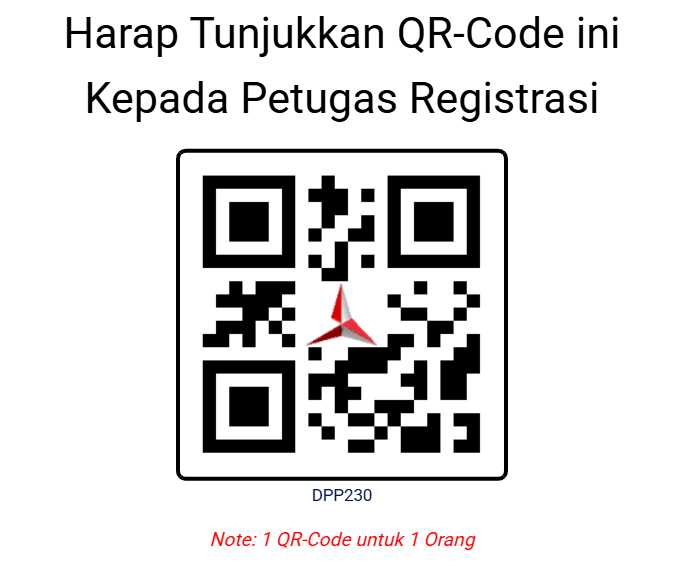 Harap Tunjukkan QR-Code ini
Kepada Petugas Registrasi
DPP230
Note: 1 QR-Code untuk 1 Orang